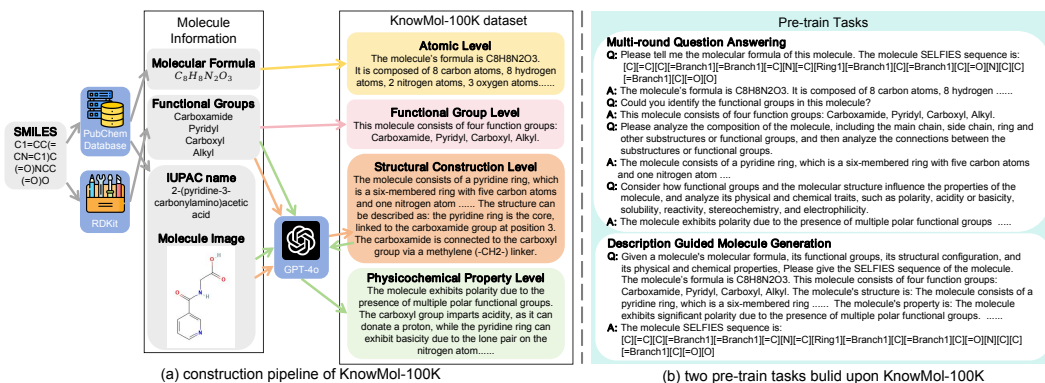 SMILES
C1=CC(=
CN=C1)C
(=O)NCC
(=O)O
PubChem
Database
RDKit
Molecule
Information
Molecular Formula
C₈H₈N₂O₃
Functional Groups
Carboxamide
Pyridyl
Carboxyl
Alkyl
IUPAC name
2-(pyridine-3-
carbonylamino)acetic
acid
Molecule Image
H
O
O
O
N
H
N
GPT-4o
KnowMol-100K dataset
Atomic Level
The molecule's formula is C8H8N2O3.
It is composed of 8 carbon atoms, 8 hydrogen
atoms, 2 nitrogen atoms, 3 oxygen atoms......
Functional Group Level
This molecule consists of four function groups:
Carboxamide, Pyridyl, Carboxyl, Alkyl.
Structural Construction Level
The molecule consists of a pyridine ring, which
is a six-membered ring with five carbon atoms
and one nitrogen atom ...... The structure can
be described as: the pyridine ring is the core,
linked to the carboxamide group at position 3.
The carboxamide is connected to the carboxyl
group via a methylene (-CH2-) linker.
Physicochemical Property Level
The molecule exhibits polarity due to the
presence of multiple polar functional groups.
The carboxyl group imparts acidity, as it can
donate a proton, while the pyridine ring can
exhibit basicity due to the lone pair on the
nitrogen atom......
(a) construction pipeline of KnowMol-100K
Pre-train Tasks
Multi-round Question Answering
Q: Please tell me the molecular formula of this molecule. The molecule SELFIES sequence is:
[C][=C][C][=Branch1][=Branch1][=C][N][=C][Ring1][=Branch1][C][=Branch1][C][=O][N][C][C]
[=Branch1][C][=O][O]
A: The molecule's formula is C8H8N2O3. It is composed of 8 carbon atoms, 8 hydrogen ......
Q: Could you identify the functional groups in this molecule?
A: This molecule consists of four function groups: Carboxamide, Pyridyl, Carboxyl, Alkyl.
Q: Please analyze the composition of the molecule, including the main chain, side chain, ring and
other substructures or functional groups, and then analyze the connections between the
substructures or functional groups.
A: The molecule consists of a pyridine ring, which is a six-membered ring with five carbon atoms
and one nitrogen atom ....
Q: Consider how functional groups and the molecular structure influence the properties of the
molecule, and analyze its physical and chemical traits, such as polarity, acidity or basicity,
solubility, reactivity, stereochemistry, and electrophilicity.
A: The molecule exhibits polarity due to the presence of multiple polar functional groups ......
Description Guided Molecule Generation
Q: Given a molecule's molecular formula, its functional groups, its structural configuration, and
its physical and chemical properties, Please give the SELFIES sequence of the molecule.
The molecule's formula is C8H8N2O3. This molecule consists of four function groups:
Carboxamide, Pyridyl, Carboxyl, Alkyl. The molecule's structure is: The molecule consists of a
pyridine ring, which is a six-membered ring ...... The molecule's property is: The molecule
exhibits significant polarity due to the presence of multiple polar functional groups. ......
A: The molecule SELFIES sequence is:
[C][=C][C][=Branch1][=Branch1][=C][N][=C][Ring1][=Branch1][C][=Branch1][C][=O][N][C][C]
[=Branch1][C][=O][O]
(b) two pre-train tasks bulid upon KnowMol-100K